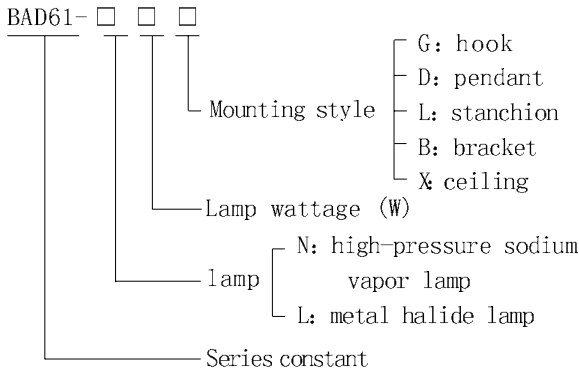 BAD61-□ □ □
G: hook
D: pendant
Mounting style
L: stanchion
B: bracket
X: ceiling
Lamp wattage (W)
N: high-pressure sodium
vapor lamp
lamp
L: metal halide lamp
Series constant